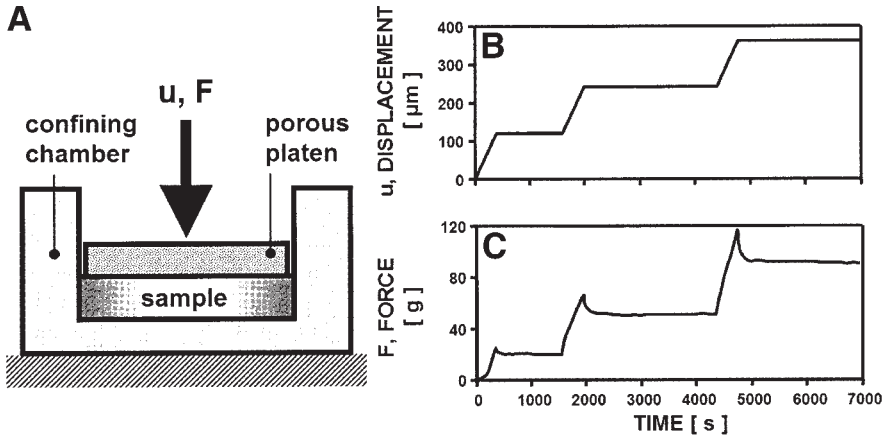 A
u, F
confining
chamber
porous
platen
sample
B
u, DISPLACEMENT
[ µm ]
400
300
200
100
0
C
F, FORCE
[ g ]
120
80
40
0
0 1000 2000 3000 4000 5000 6000 7000
TIME [ s ]